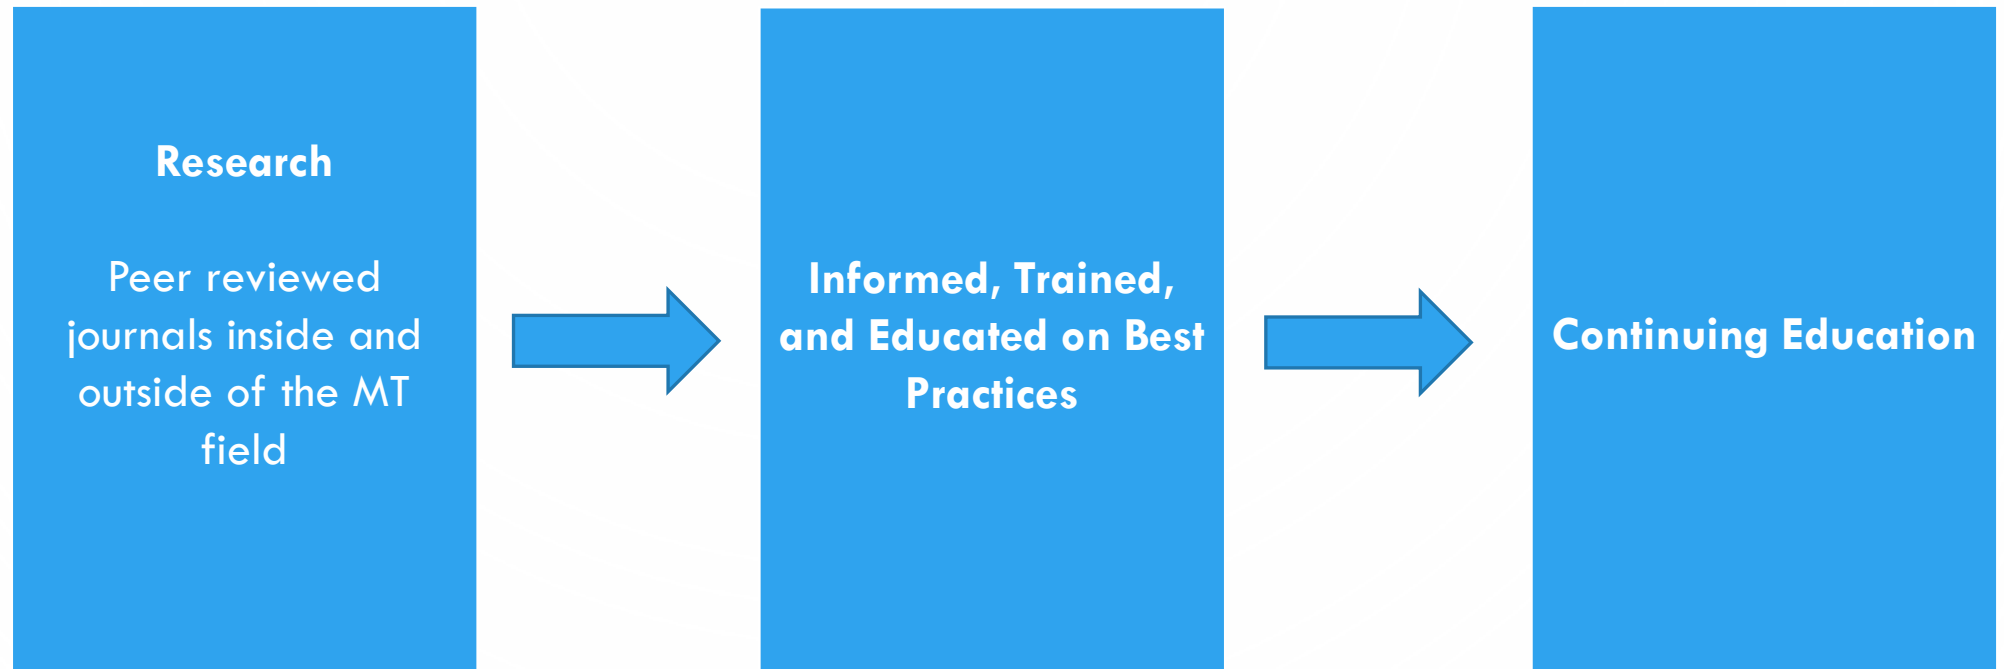 Research
Peer reviewed
journals inside and
outside of the MT
field
Informed, Trained,
and Educated on Best
Practices
Continuing Education